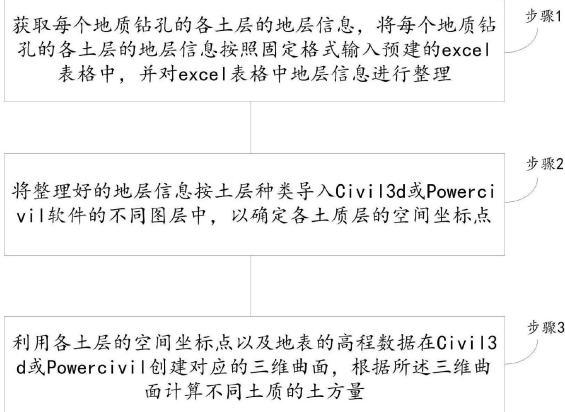 获取每个地质钻孔的各土层的地层信息，将每个地质钻
孔的各土层的地层信息按照固定格式输入预建的excel
表格中，并对excel表格中地层信息进行整理
步骤1
将整理好的地层信息按土层种类导入Civil3d或Powerci
vil软件的不同图层中，以确定各土质层的空间坐标点
步骤2
利用各土层的空间坐标点以及地表的高程数据在Civil3
d或Powercivil创建对应的三维曲面，根据所述三维曲
面计算不同土质的土方量
步骤3